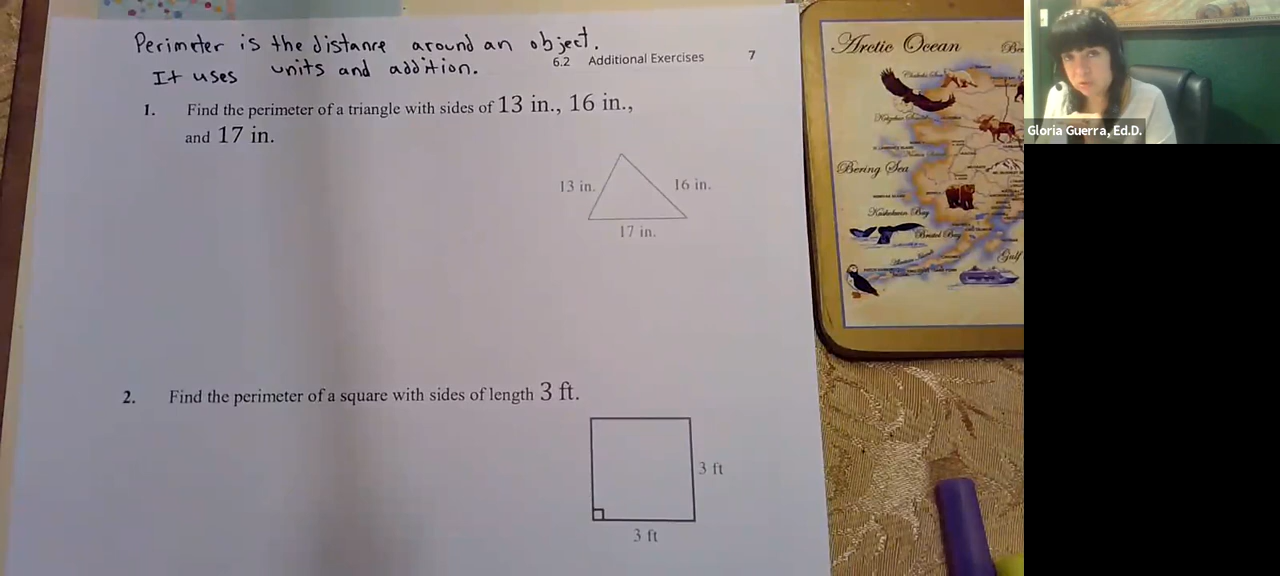 Perimeter is the distance around an object.
It uses units and addition.
6.2 Additional Exercises 7
1. Find the perimeter of a triangle with sides of 13 in., 16 in.,
and 17 in.
13 in.
16 in.
17 in.
2. Find the perimeter of a square with sides of length 3 ft.
3 ft
3 ft
Arctic Ocean
Bering Sea
Bristol Bay
Gulf
Gloria Guerra, Ed.D.